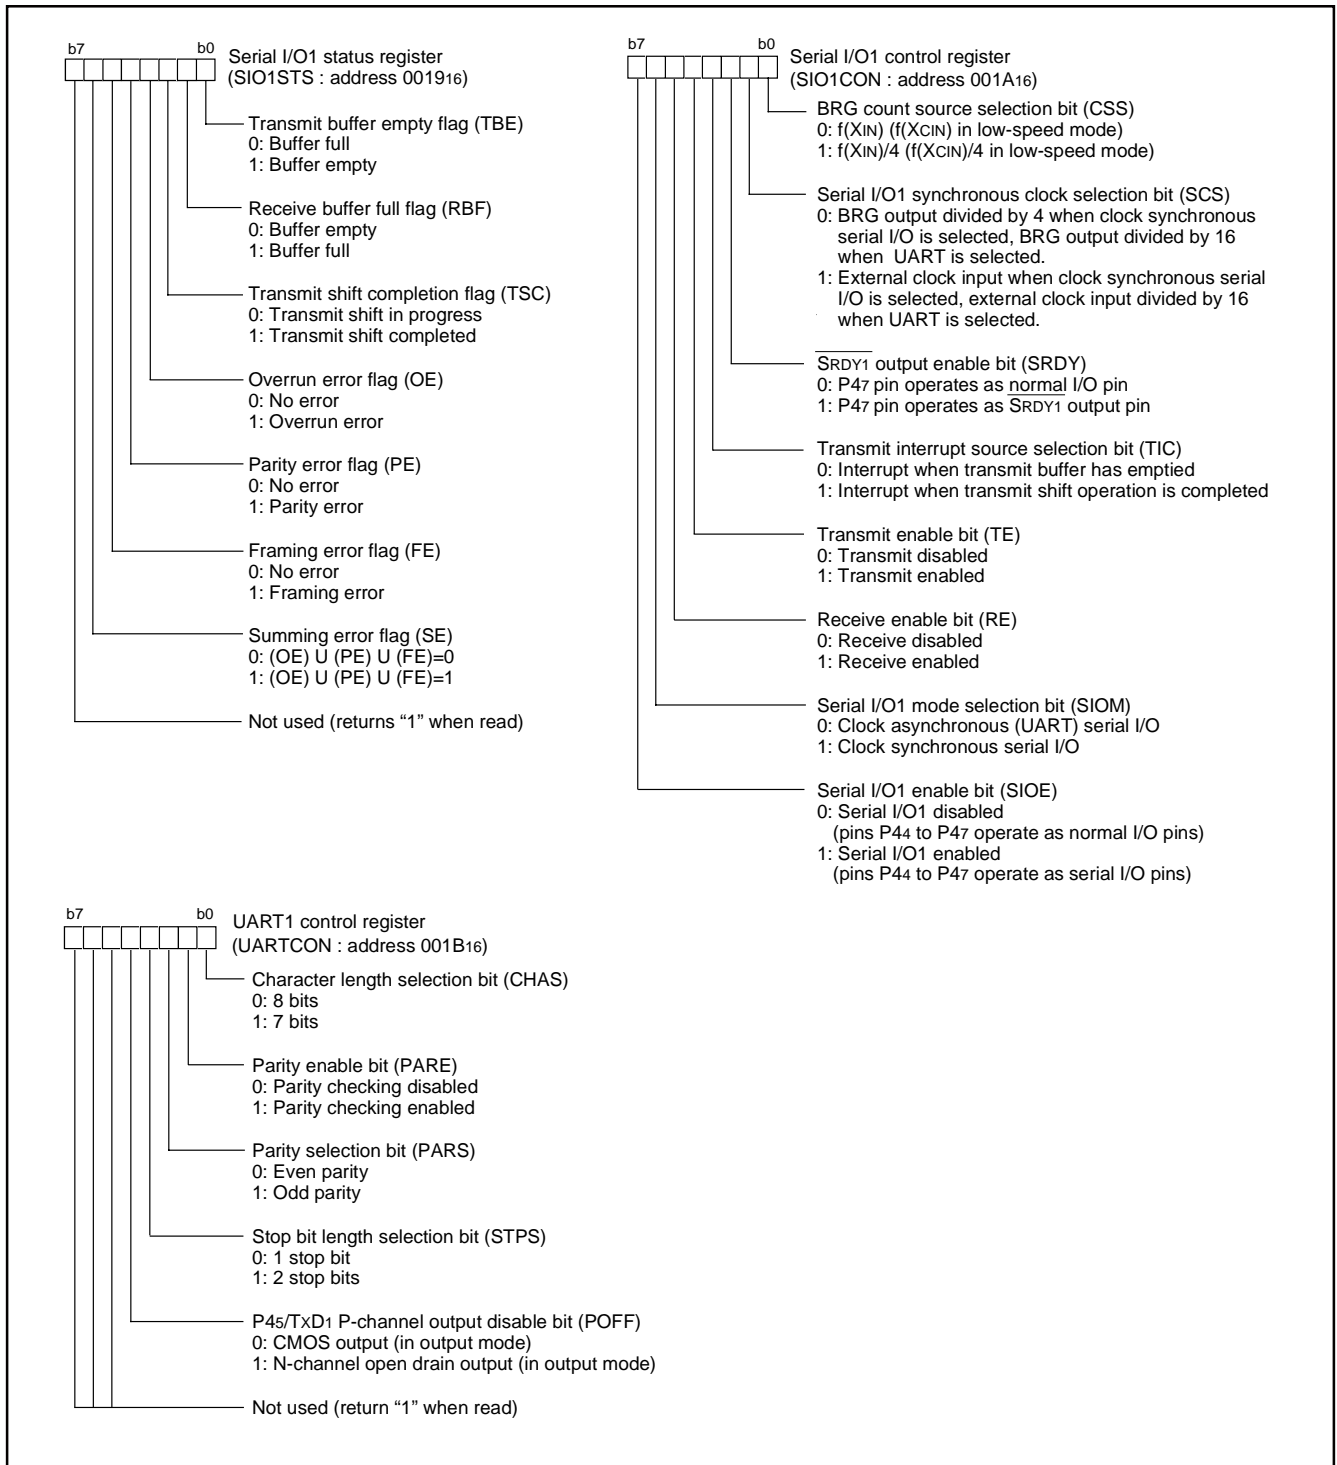 b7 b0 Serial I/O1 status register
(SIO1STS : address 001916)
Transmit buffer empty flag (TBE)
0: Buffer full
1: Buffer empty
Receive buffer full flag (RBF)
0: Buffer empty
1: Buffer full
Transmit shift completion flag (TSC)
0: Transmit shift in progress
1: Transmit shift completed
Overrun error flag (OE)
0: No error
1: Overrun error
Parity error flag (PE)
0: No error
1: Parity error
Framing error flag (FE)
0: No error
1: Framing error
Summing error flag (SE)
0: (OE) U (PE) U (FE)=0
1: (OE) U (PE) U (FE)=1
Not used (returns “1” when read)
b7 b0 Serial I/O1 control register
(SIO1CON : address 001A16)
BRG count source selection bit (CSS)
0: f(XIN) (f(XCIN) in low-speed mode)
1: f(XIN)/4 (f(XCIN)/4 in low-speed mode)
Serial I/O1 synchronous clock selection bit (SCS)
0: BRG output divided by 4 when clock synchronous
serial I/O is selected, BRG output divided by 16
when UART is selected.
1: External clock input when clock synchronous serial
I/O is selected, external clock input divided by 16
when UART is selected.
SRDY1 output enable bit (SRDY)
0: P47 pin operates as normal I/O pin
1: P47 pin operates as SRDY1 output pin
Transmit interrupt source selection bit (TIC)
0: Interrupt when transmit buffer has emptied
1: Interrupt when transmit shift operation is completed
Transmit enable bit (TE)
0: Transmit disabled
1: Transmit enabled
Receive enable bit (RE)
0: Receive disabled
1: Receive enabled
Serial I/O1 mode selection bit (SIOM)
0: Clock asynchronous (UART) serial I/O
1: Clock synchronous serial I/O
Serial I/O1 enable bit (SIOE)
0: Serial I/O1 disabled
(pins P44 to P47 operate as normal I/O pins)
1: Serial I/O1 enabled
(pins P44 to P47 operate as serial I/O pins)
b7 b0 UART1 control register
(UARTCON : address 001B16)
Character length selection bit (CHAS)
0: 8 bits
1: 7 bits
Parity enable bit (PARE)
0: Parity checking disabled
1: Parity checking enabled
Parity selection bit (PARS)
0: Even parity
1: Odd parity
Stop bit length selection bit (STPS)
0: 1 stop bit
1: 2 stop bits
P45/TXD1 P-channel output disable bit (POFF)
0: CMOS output (in output mode)
1: N-channel open drain output (in output mode)
Not used (return “1” when read)